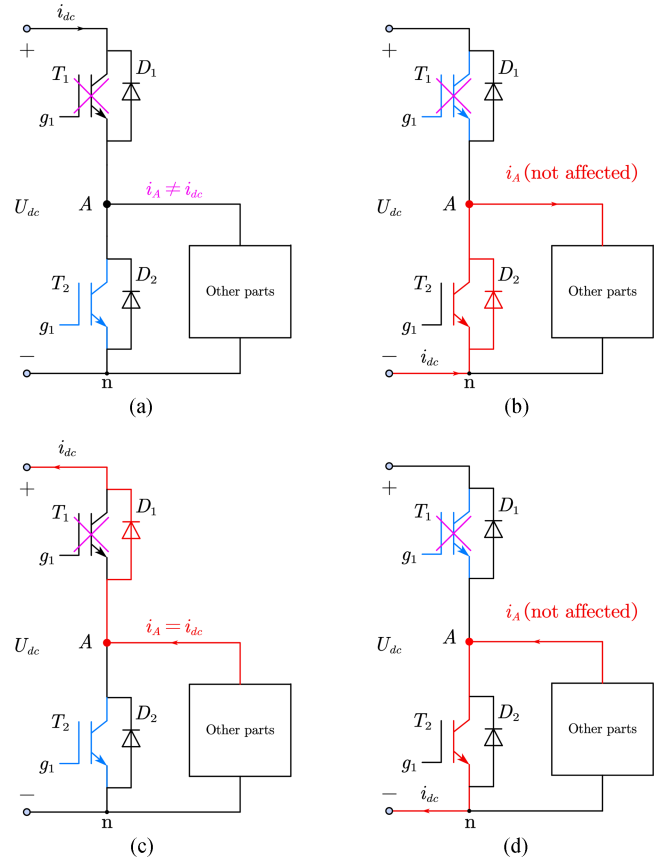 i_dc
+
T_1
D_1
g_1
i_A ≠ i_dc
U_dc
A
T_2
D_2
g_1
Other parts
−
n
(a)
+
T_1
D_1
g_1
i_A (not affected)
U_dc
A
T_2
D_2
g_1
Other parts
−
i_dc
n
(b)
i_dc
+
T_1
D_1
g_1
i_A = i_dc
U_dc
A
T_2
D_2
g_1
Other parts
−
n
(c)
+
T_1
D_1
g_1
i_A (not affected)
U_dc
A
T_2
D_2
g_1
Other parts
−
i_dc
n
(d)